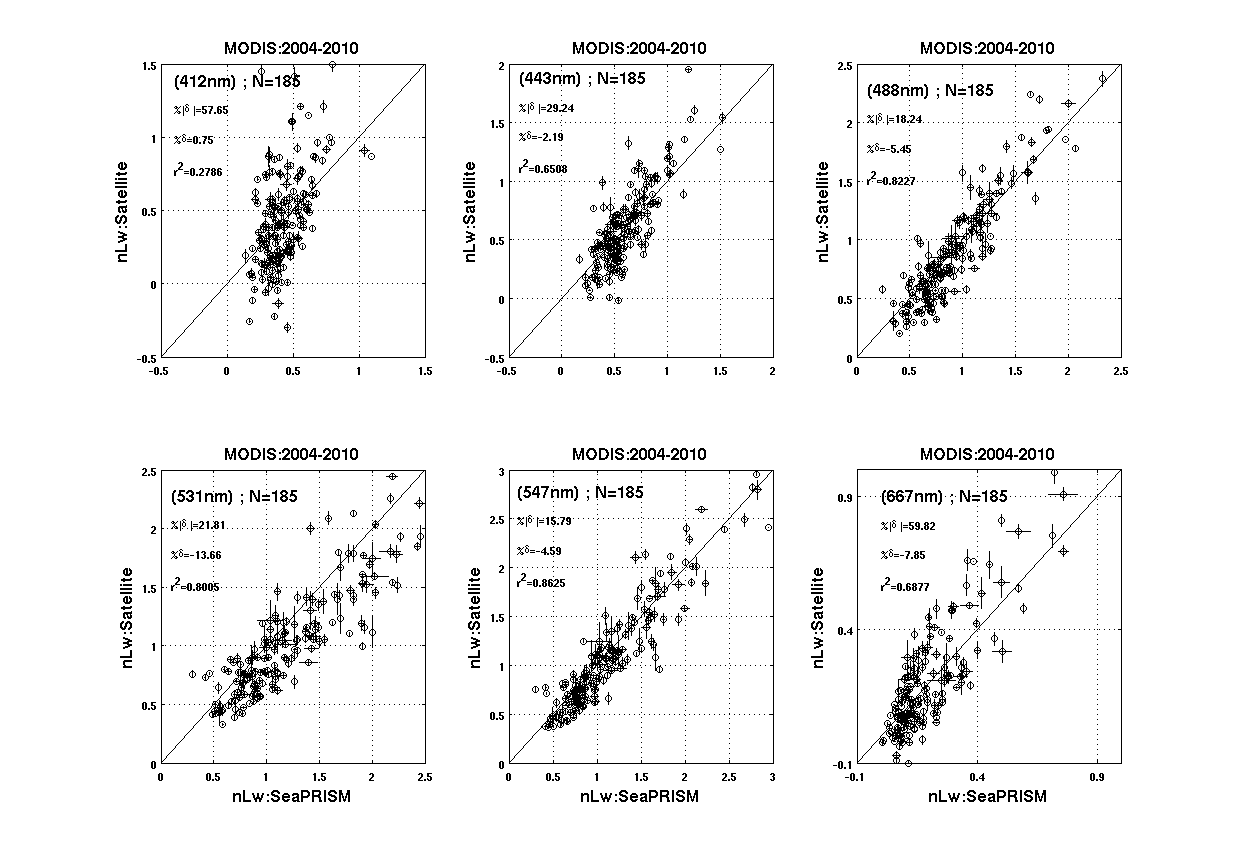 MODIS:2004-2010
(412nm) ; N=185
%|δ |=57.65
%δ=0.75
r2=0.2786
nLw:Satellite
1.5
1
0.5
0
-0.5
-0.5 0 0.5 1 1.5
MODIS:2004-2010
(443nm) ; N=185
%|δ |=29.24
%δ=-2.19
r2=0.6508
nLw:Satellite
2
1.5
1
0.5
0
-0.5
-0.5 0 0.5 1 1.5 2
MODIS:2004-2010
(488nm) ; N=185
%|δ |=18.24
%δ=-5.45
r2=0.8227
nLw:Satellite
2.5
2
1.5
1
0.5
0
0 0.5 1 1.5 2 2.5
MODIS:2004-2010
(531nm) ; N=185
%|δ |=21.81
%δ=-13.66
r2=0.8005
nLw:Satellite
2.5
2
1.5
1
0.5
0
0 0.5 1 1.5 2 2.5
nLw:SeaPRISM
MODIS:2004-2010
(547nm) ; N=185
%|δ |=15.79
%δ=-4.59
r2=0.8625
nLw:Satellite
3
2.5
2
1.5
1
0.5
0
0 0.5 1 1.5 2 2.5 3
nLw:SeaPRISM
MODIS:2004-2010
(667nm) ; N=185
%|δ |=59.82
%δ=-7.85
r2=0.6877
nLw:Satellite
0.9
0.4
-0.1
-0.1 0.4 0.9
nLw:SeaPRISM